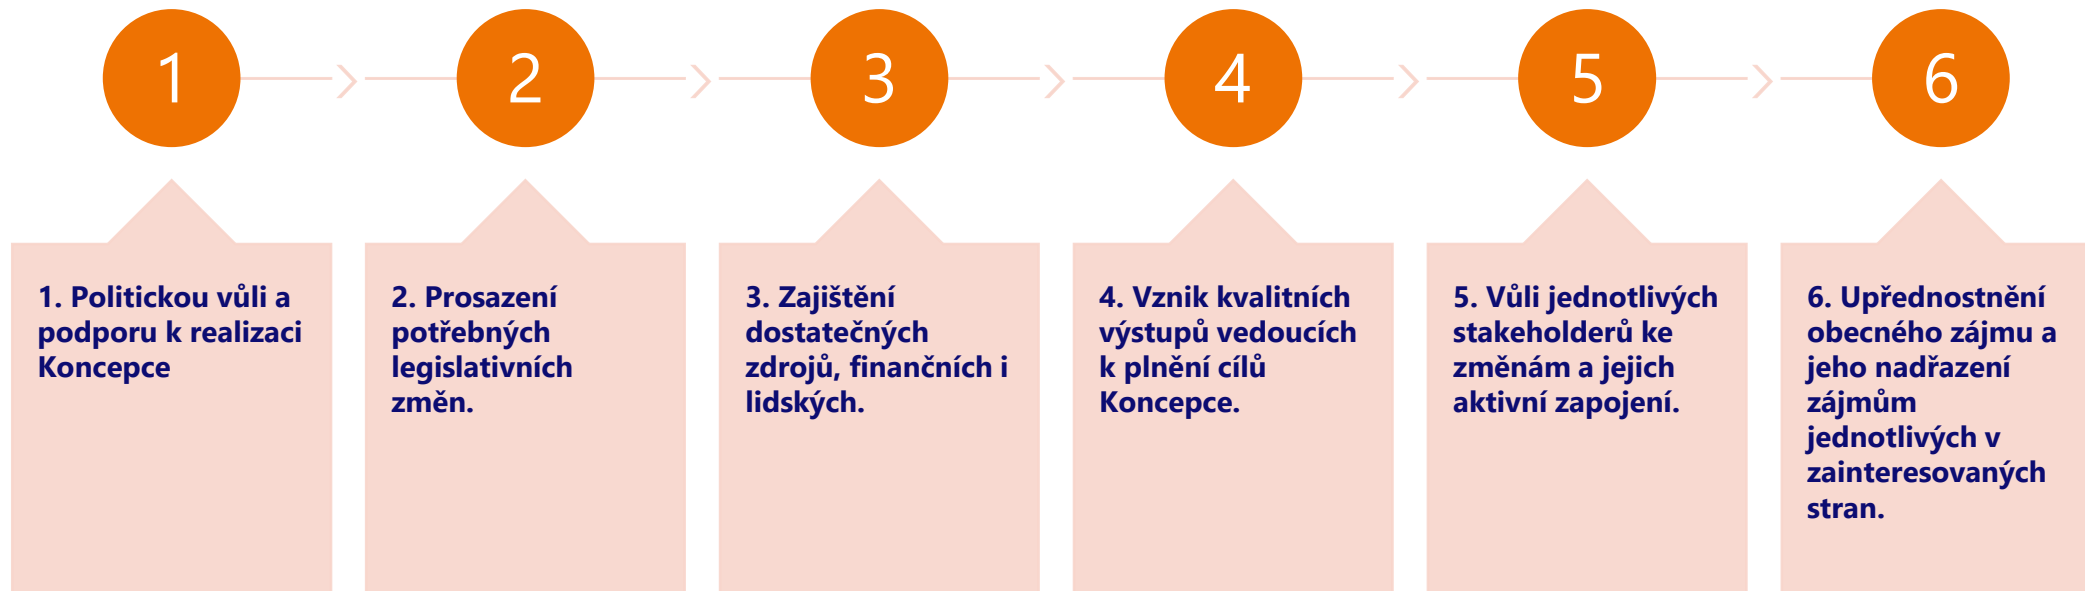 1
2
3
4
5
6
1. Politickou vůli a
podporu k realizaci
Koncepce
2. Prosazení
potřebných
legislativních
změn.
3. Zajištění
dostatečných
zdrojů, finančních i
lidských.
4. Vznik kvalitních
výstupů vedoucích
k plnění cílů
Koncepce.
5. Vůli jednotlivých
stakeholderů ke
změnám a jejich
aktivní zapojení.
6. Upřednostnění
obecného zájmu a
jeho nadřazení
zájmům
jednotlivých v
zainteresovaných
stran.